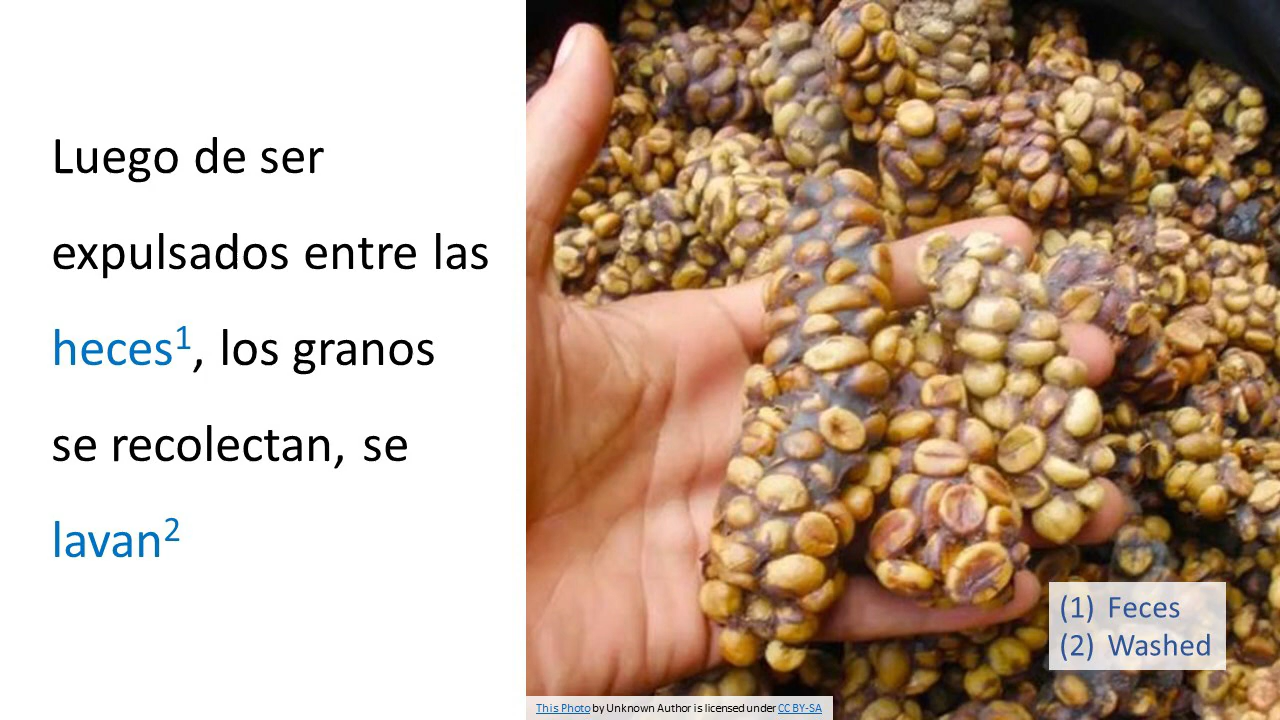 Luego de ser
expulsados entre las
heces¹, los granos
se recolectan, se
lavan²
(1) Feces
(2) Washed
This Photo by Unknown Author is licensed under CC BY-SA